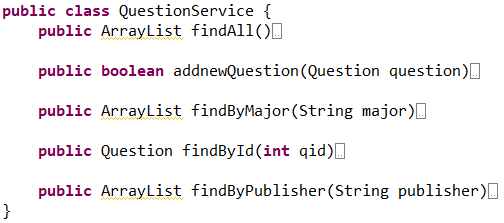 public class QuestionService {
public ArrayList findAll()
public boolean addnewQuestion(Question question)
public ArrayList findByMajor(String major)
public Question findById(int qid)
public ArrayList findByPublisher(String publisher)
}